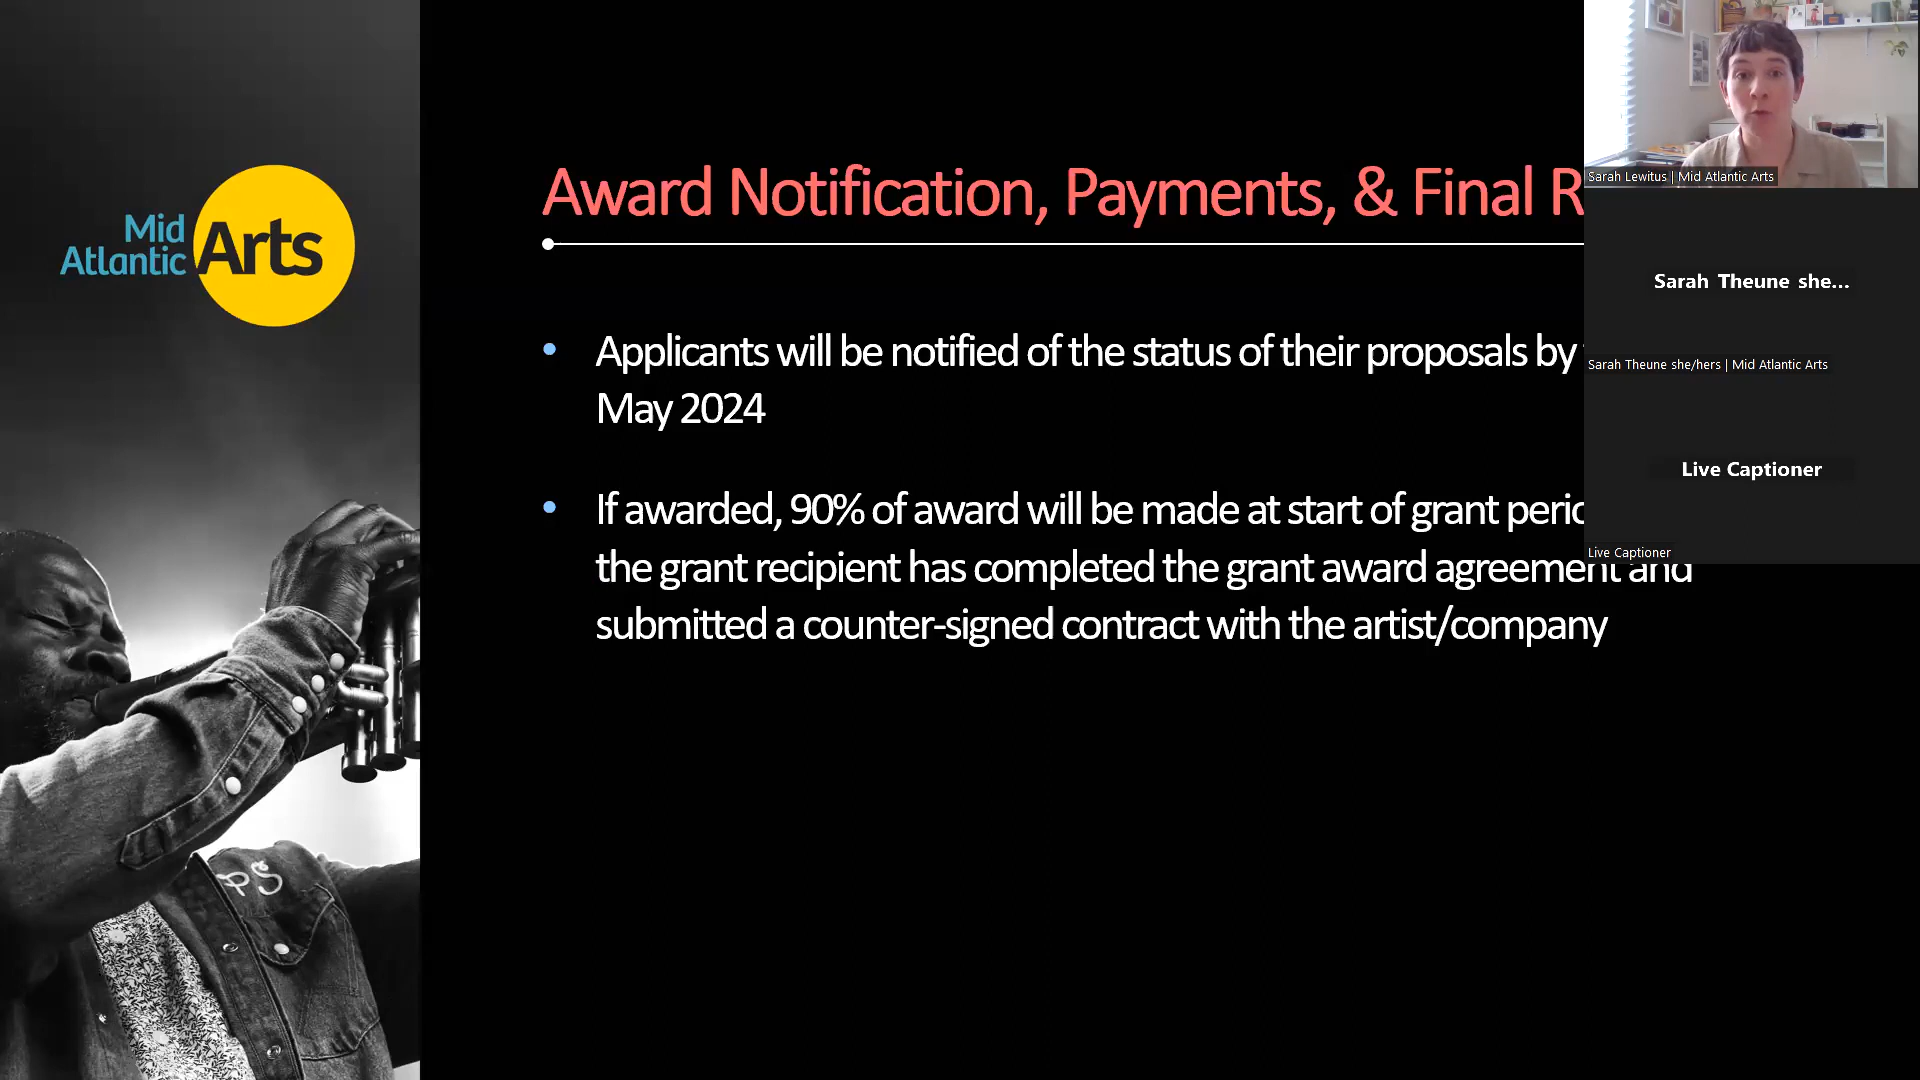 Mid
Atlantic
Arts
Award Notification, Payments, & Final R
Applicants will be notified of the status of their proposals by
May 2024
If awarded, 90% of award will be made at start of grant
the grant recipient has completed the grant award agreement and
submitted a counter-signed contract with the artist/company
PS
Sarah Lewitus | Mid Atlantic Arts
Sarah Theune she...
Sarah Theune she/hers | Mid Atlantic Arts
Live Captioner
Live Captioner